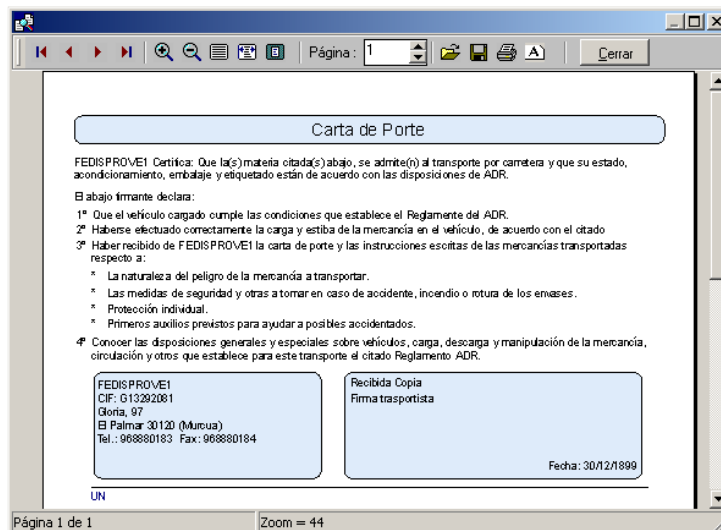 Página :
1
Cerrar
Carta de Porte
FEDISPROVE1 Certifica: Que la(s) materia citada(s) abajo, se admite(n) al transporte por carretera y que su estado,
acondicionamiento, embalaje y etiquetado están de acuerdo con las disposiciones de ADR.
El abajo firmante declara:
1º Que el vehículo cargado cumple las condiciones que establece el Reglamento del ADR.
2º Haberse efectuado correctamente la carga y estiba de la mercancía en el vehículo, de acuerdo con el citado
3º Haber recibido de FEDISPROVE1 la carta de porte y las instrucciones escritas de las mercancías transportadas
respecto a:
* La naturaleza del peligro de la mercancía a transportar.
* Las medidas de seguridad y otras a tomar en caso de accidente, incendio o rotura de los envases.
* Protección individual.
* Primeros auxilios previstos para ayudar a posibles accidentados.
4º Conocer las disposiciones generales y especiales sobre vehículos, carga, descarga y manipulación de la mercancía,
circulación y otros que establece para este transporte el citado Reglamento ADR.
FEDISPROVE1
CIF: G13292081
Gloria, 97
El Palmar 30120 (Murcua)
Tel.: 968880183 Fax: 968880184
Recibida Copia
Firma trasportista
Fecha: 30/12/1899
UN
Página 1 de 1
Zoom = 44